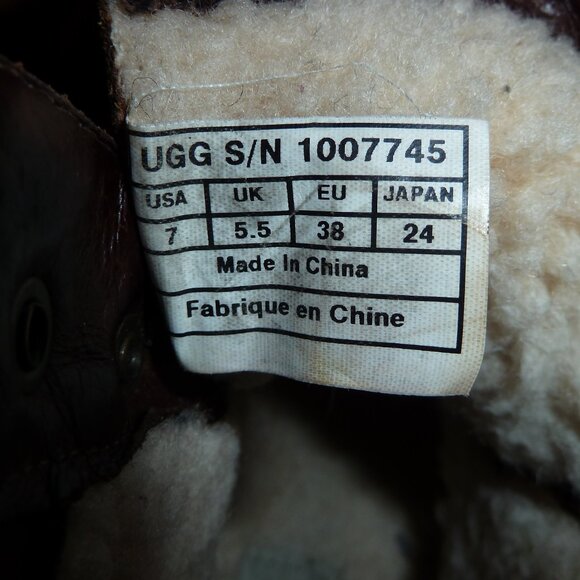 UGG S/N 1007745
USA UK EU JAPAN
7 5.5 38 24
Made In China
Fabrique en Chine